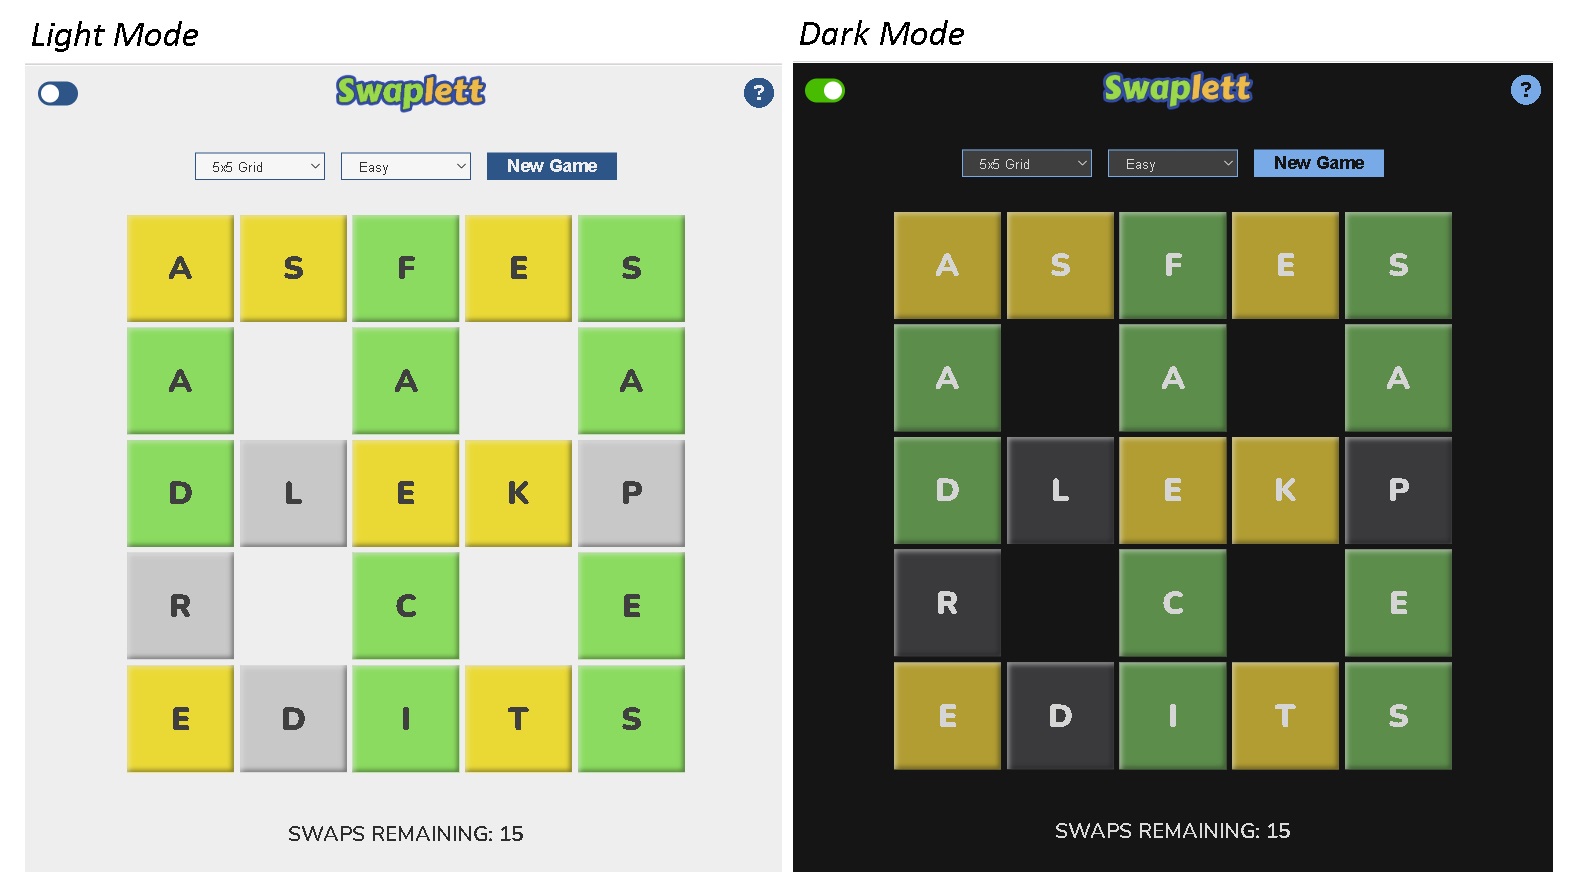 Light Mode
Swaplett
?
5x5 Grid
Easy
New Game
A S F E S
A A A
D L E K P
R C E
E D I T S
SWAPS REMAINING: 15
Dark Mode
Swaplett
?
5x5 Grid
Easy
New Game
A S F E S
A A A
D L E K P
R C E
E D I T S
SWAPS REMAINING: 15